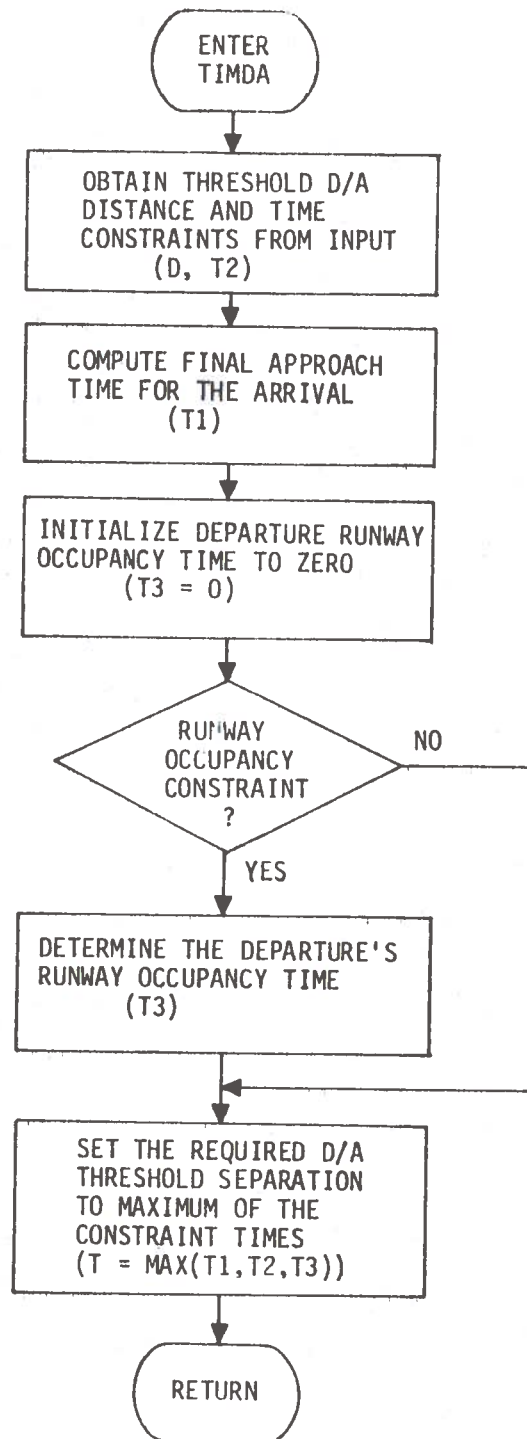 ENTER
TIMDA
OBTAIN THRESHOLD D/A
DISTANCE AND TIME
CONSTRAINTS FROM INPUT
(D, T2)
COMPUTE FINAL APPROACH
TIME FOR THE ARRIVAL
(T1)
INITIALIZE DEPARTURE RUNWAY
OCCUPANCY TIME TO ZERO
(T3 = 0)
RUNWAY
OCCUPANCY
CONSTRAINT
?
NO
YES
DETERMINE THE DEPARTURE'S
RUNWAY OCCUPANCY TIME
(T3)
SET THE REQUIRED D/A
THRESHOLD SEPARATION
TO MAXIMUM OF THE
CONSTRAINT TIMES
(T = MAX(T1,T2,T3))
RETURN